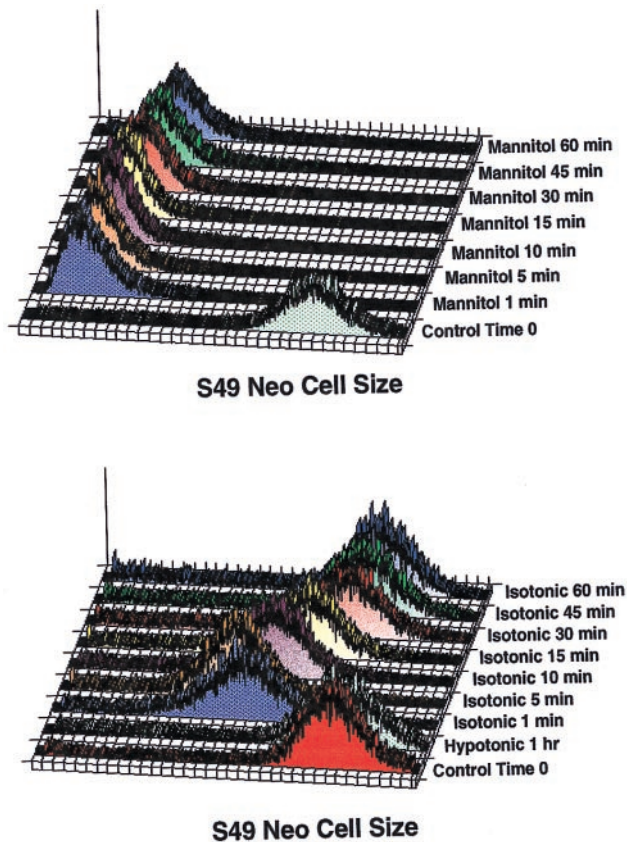 Mannitol 60 min
Mannitol 45 min
Mannitol 30 min
Mannitol 15 min
Mannitol 10 min
Mannitol 5 min
Mannitol 1 min
Control Time 0
S49 Neo Cell Size
Isotonic 60 min
Isotonic 45 min
Isotonic 30 min
Isotonic 15 min
Isotonic 10 min
Isotonic 5 min
Isotonic 1 min
Hypotonic 1 hr
Control Time 0
S49 Neo Cell Size